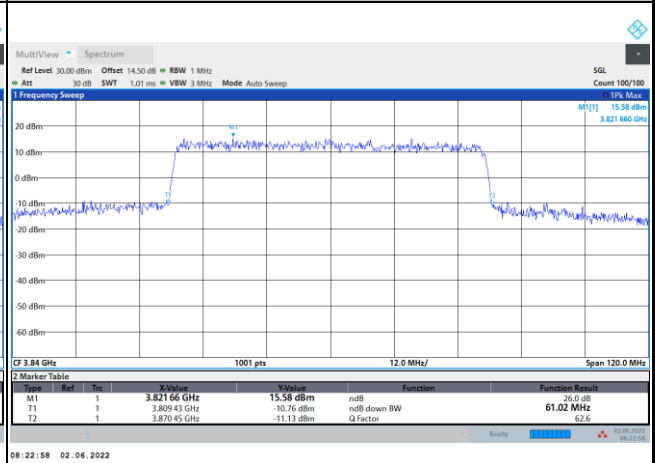 MultiView Spectrum
Ref Level 30.00 dBm Offset 14.50 dB RBW 1 MHz SGL
Att 30 dB SWT 1.01 ms VBW 3 MHz Mode Auto Sweep Count 100/100
1 Frequency Sweep 1Pk Max
M1[1] 15.58 dBm
3.821 660 GHz
20 dBm
M1
10 dBm
0 dBm
T1
T2
-10 dBm
-20 dBm
-30 dBm
-40 dBm
-50 dBm
-60 dBm
CF 3.84 GHz 1001 pts 12.0 MHz/ Span 120.0 MHz
2 Marker Table
Type Ref Trc X-Value Y-Value Function Function Result
M1 1 3.821 66 GHz 15.58 dBm ndB 26.0 dB
T1 1 3.809 43 GHz -10.76 dBm ndB down BW 61.02 MHz
T2 1 3.870 45 GHz -11.13 dBm Q Factor 62.6
Ready 02.06.2022
08:22:58
08:22:58 02.06.2022